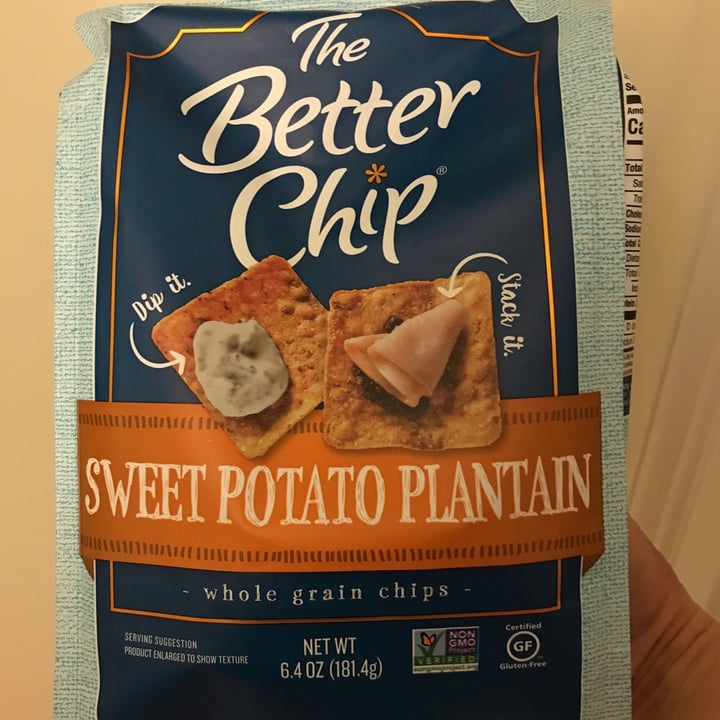 The
Better
Chip®
Dip it.
Stack it.
SWEET POTATO PLANTAIN
- whole grain chips -
SERVING SUGGESTION
PRODUCT ENLARGED TO SHOW TEXTURE
NET WT
6.4 OZ (181.4g)
NON
GMO
Project
VERIFIED
Certified
GF
Gluten-Free
Total